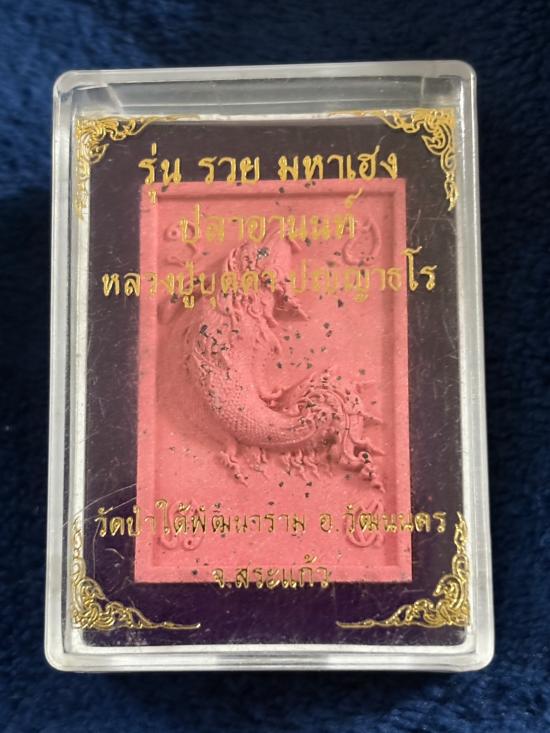 รุ่น รวย มหาเฮง
ปลาอานนท์
หลวงปู่บุดดา ปัญญาธโร
วัดป่าใต้พัฒนาราม อ.วัฒนนคร
จ.สระแก้ว